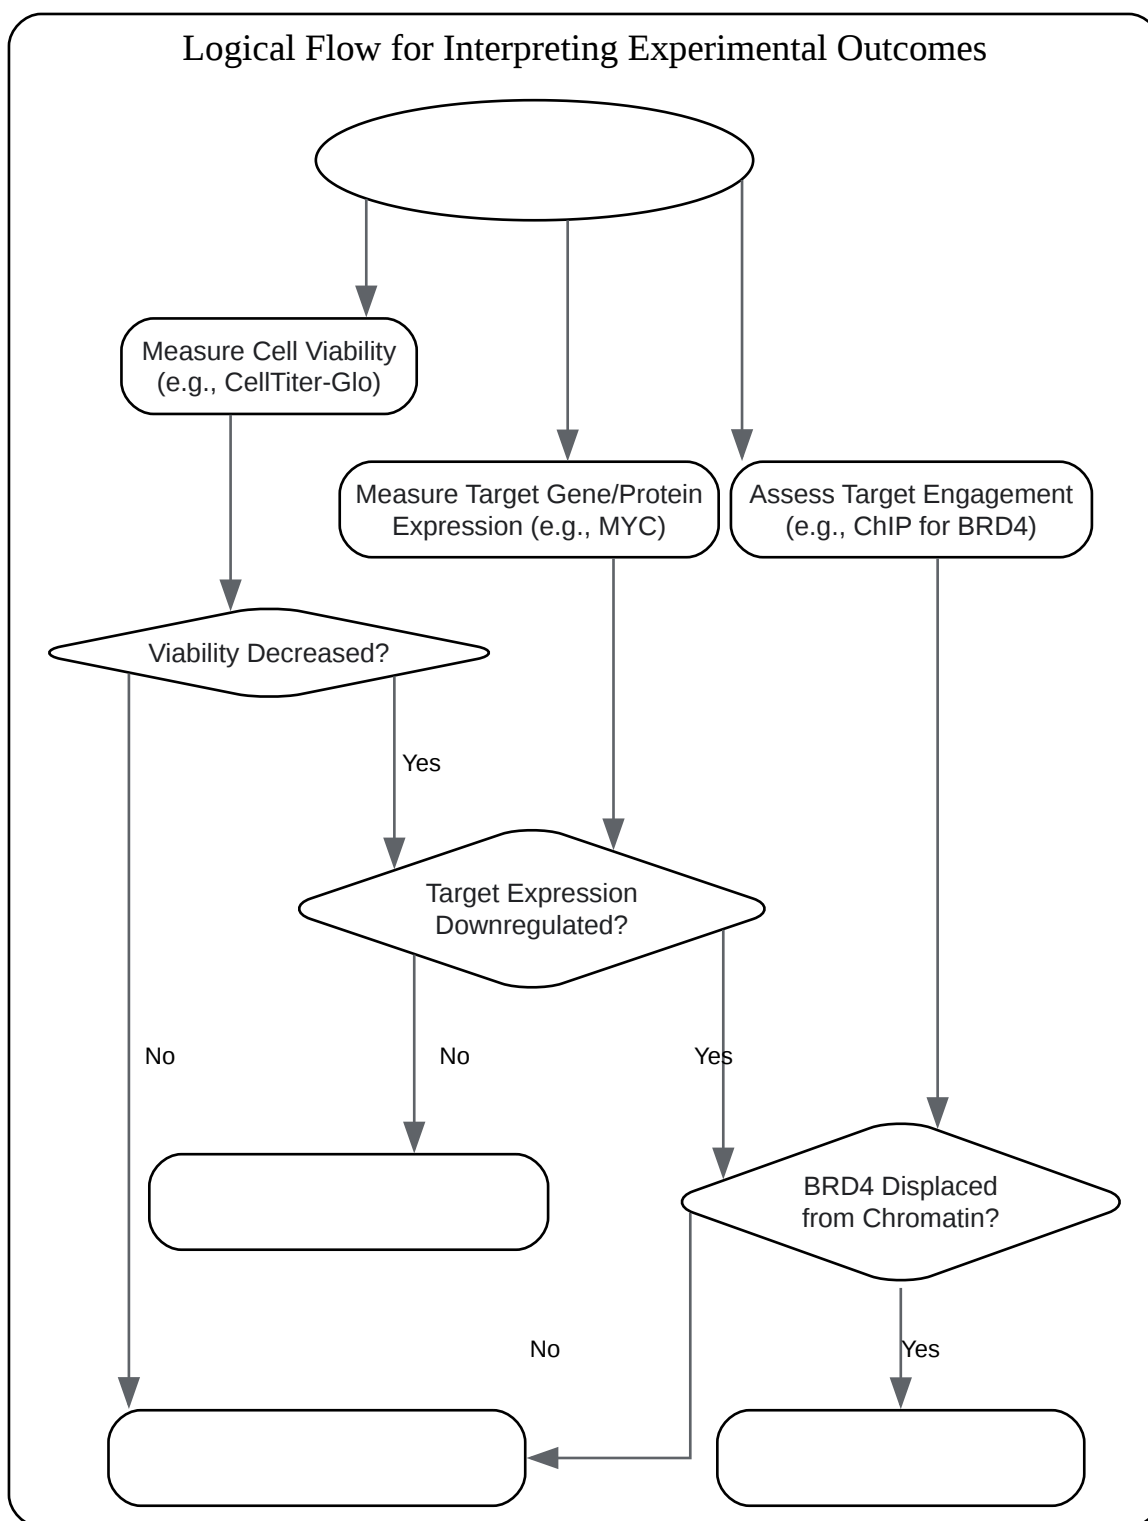 Logical Flow for Interpreting Experimental Outcomes
Measure Cell Viability
(e.g., CellTiter-Glo)
Measure Target Gene/Protein
Expression (e.g., MYC)
Assess Target Engagement
(e.g., ChIP for BRD4)
Viability Decreased?
Yes
Target Expression
Downregulated?
No
No
Yes
BRD4 Displaced
from Chromatin?
No
Yes